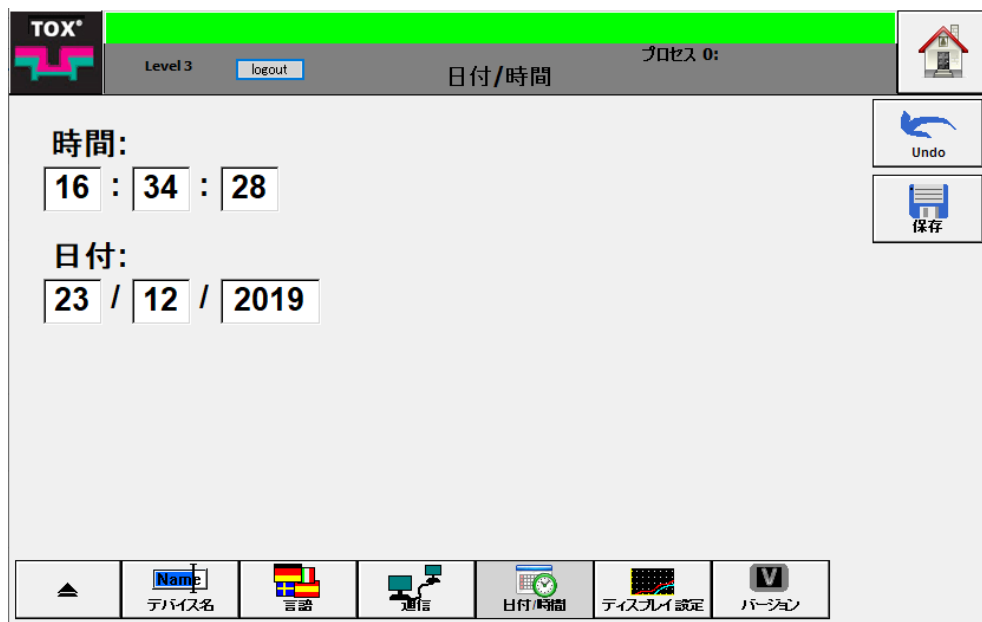 TOX®
Level 3
logout
日付/時間
プロセス 0:
時間:
16 : 34 : 28
日付:
23 / 12 / 2019
Undo
保存
Name
デバイス名
言語
通信
日付/時間
ディスプレイ 設定
V
バージョン